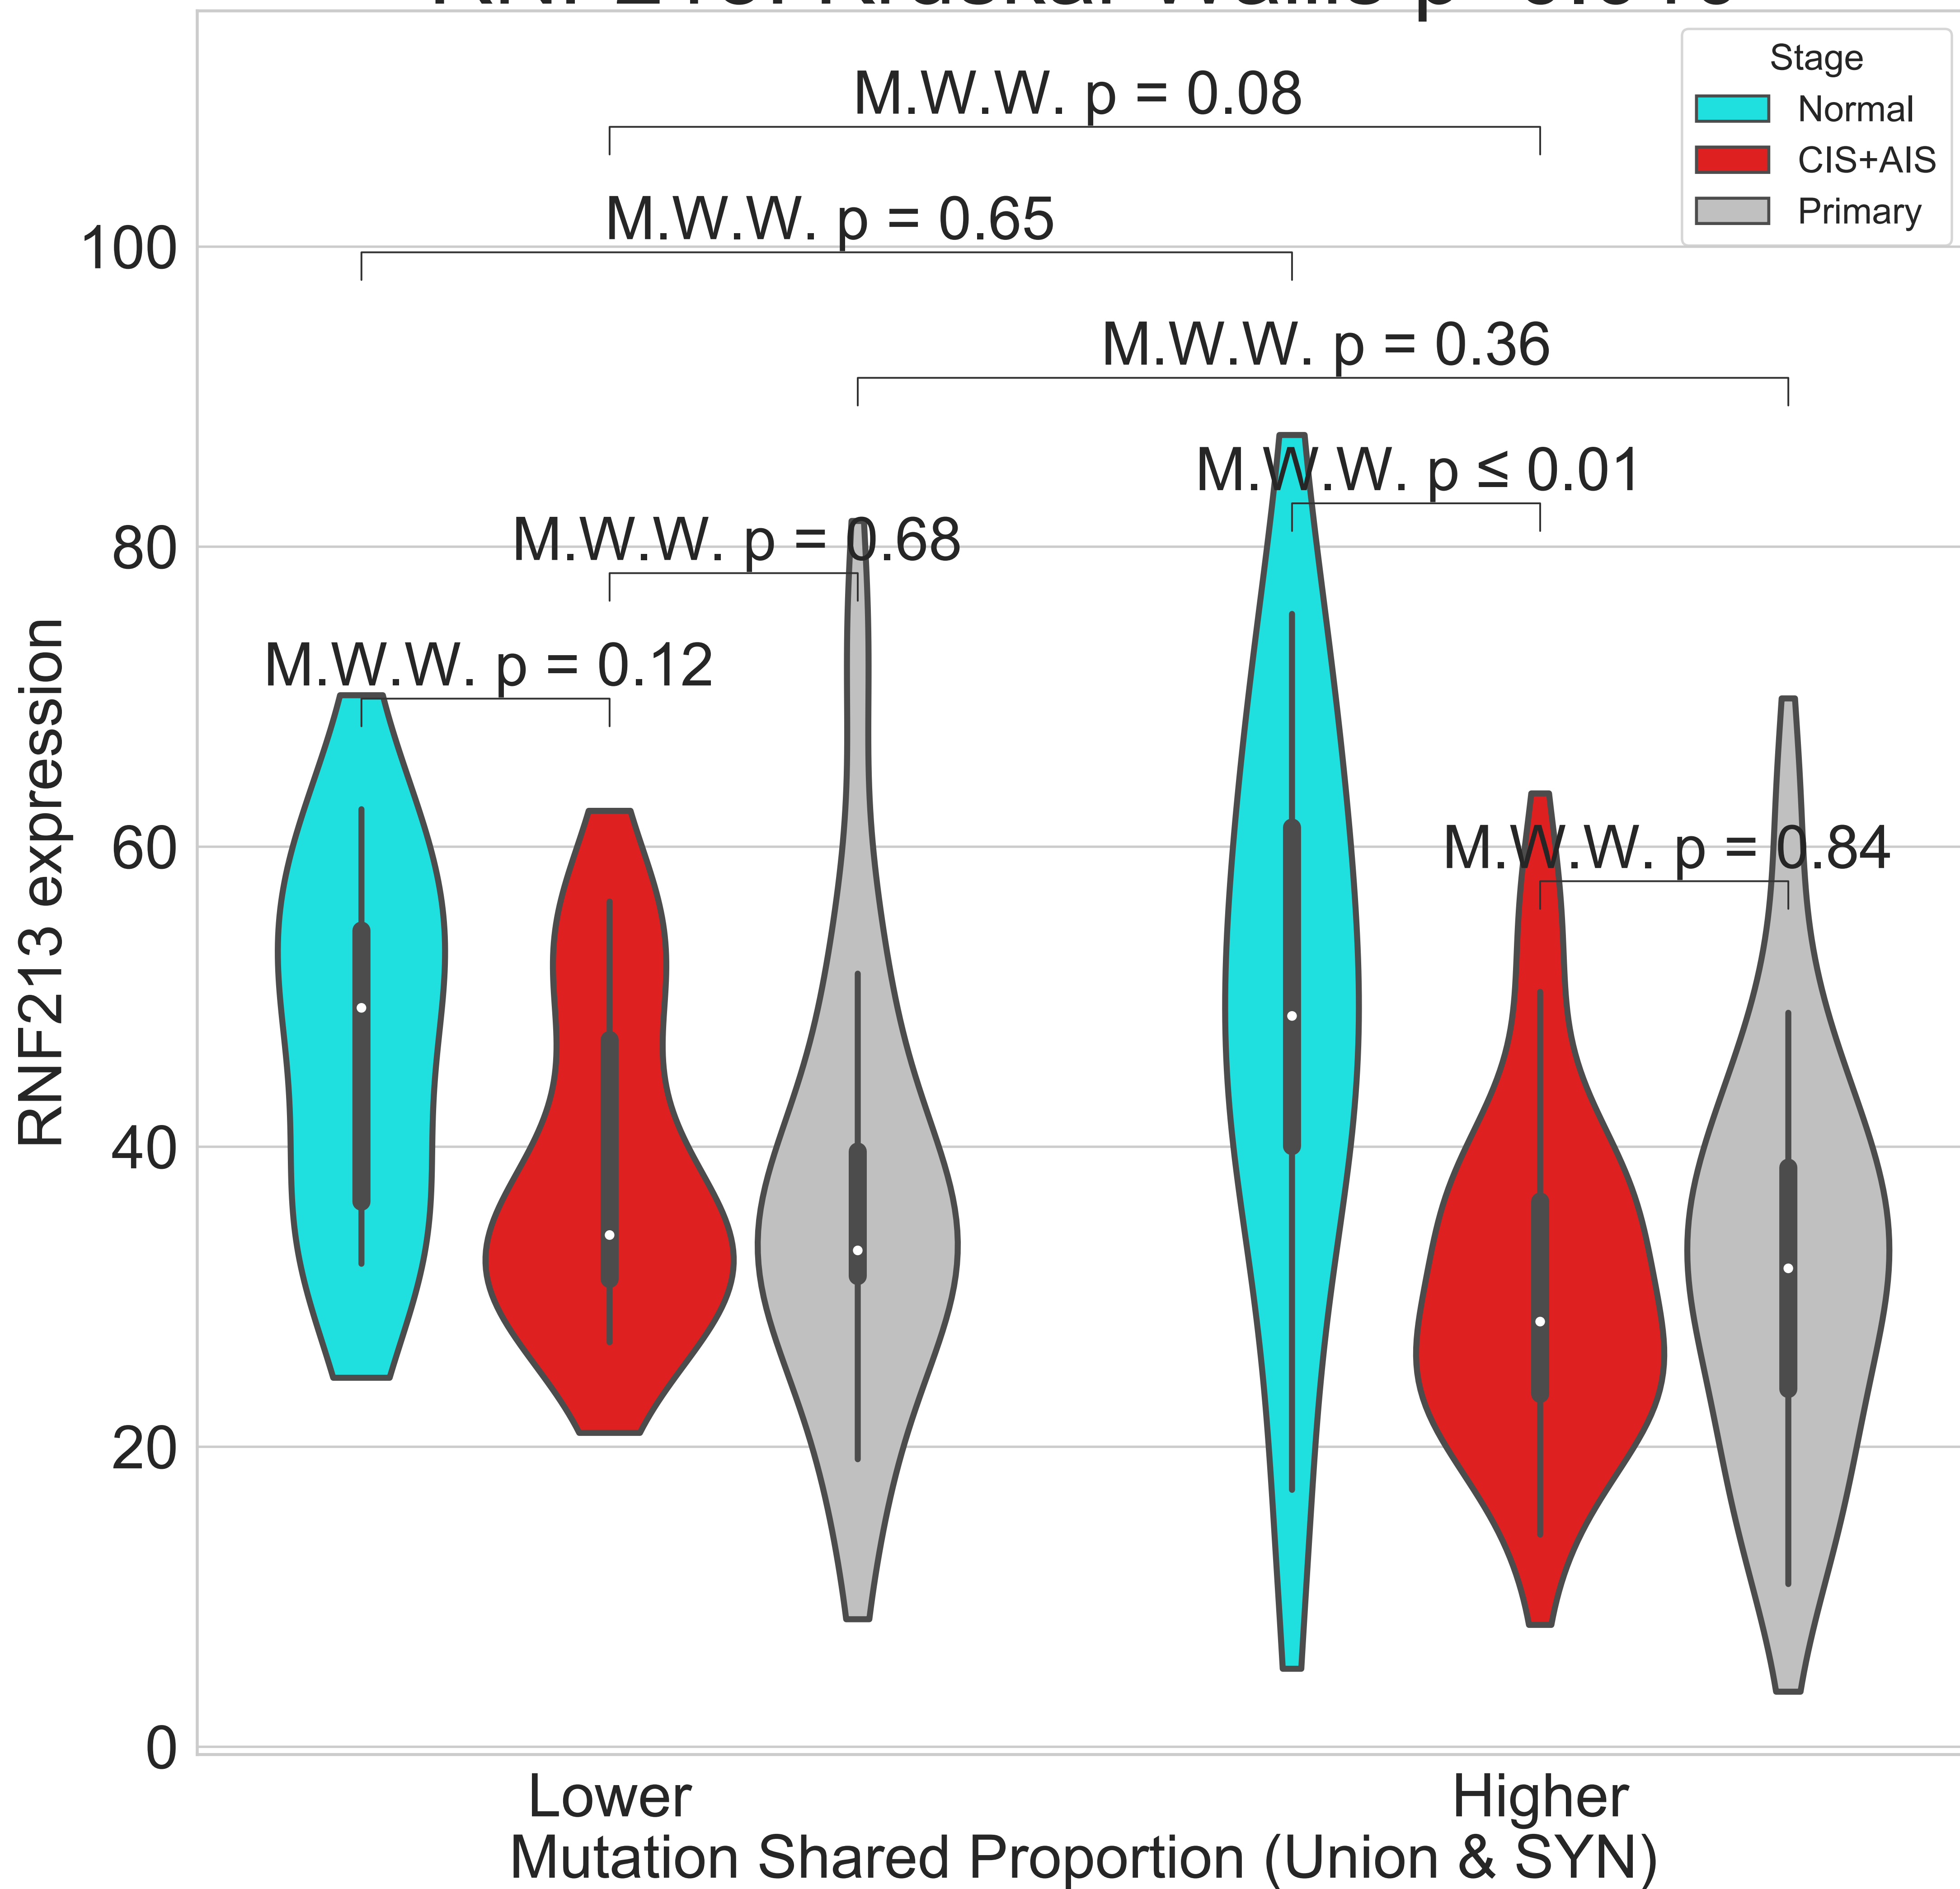 Stage
Normal
CIS+AIS
Primary
M.W.W. p = 0.08
M.W.W. p = 0.65
M.W.W. p = 0.36
M.W.W. p ≤ 0.01
M.W.W. p = 0.68
M.W.W. p = 0.12
M.W.W. p = 0.84
100
80
60
40
20
0
RNF213 expression
Lower
Higher
Mutation Shared Proportion (Union & SYN)